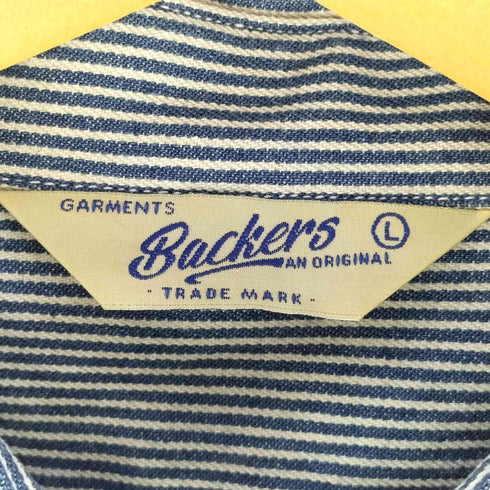 GARMENTS
Backers L
AN ORIGINAL
· TRADE MARK ·